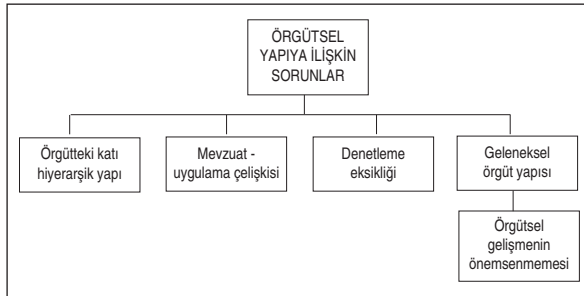 ÖRGÜTSEL
YAPIYA İLİŞKİN
SORUNLAR
Örgütteki katı
hiyerarşik yapı
Mevzuat -
uygulama çelişkisi
Denetleme
eksikliği
Geleneksel
örgüt yapısı
Örgütsel
gelişmenin
önemsenmemesi